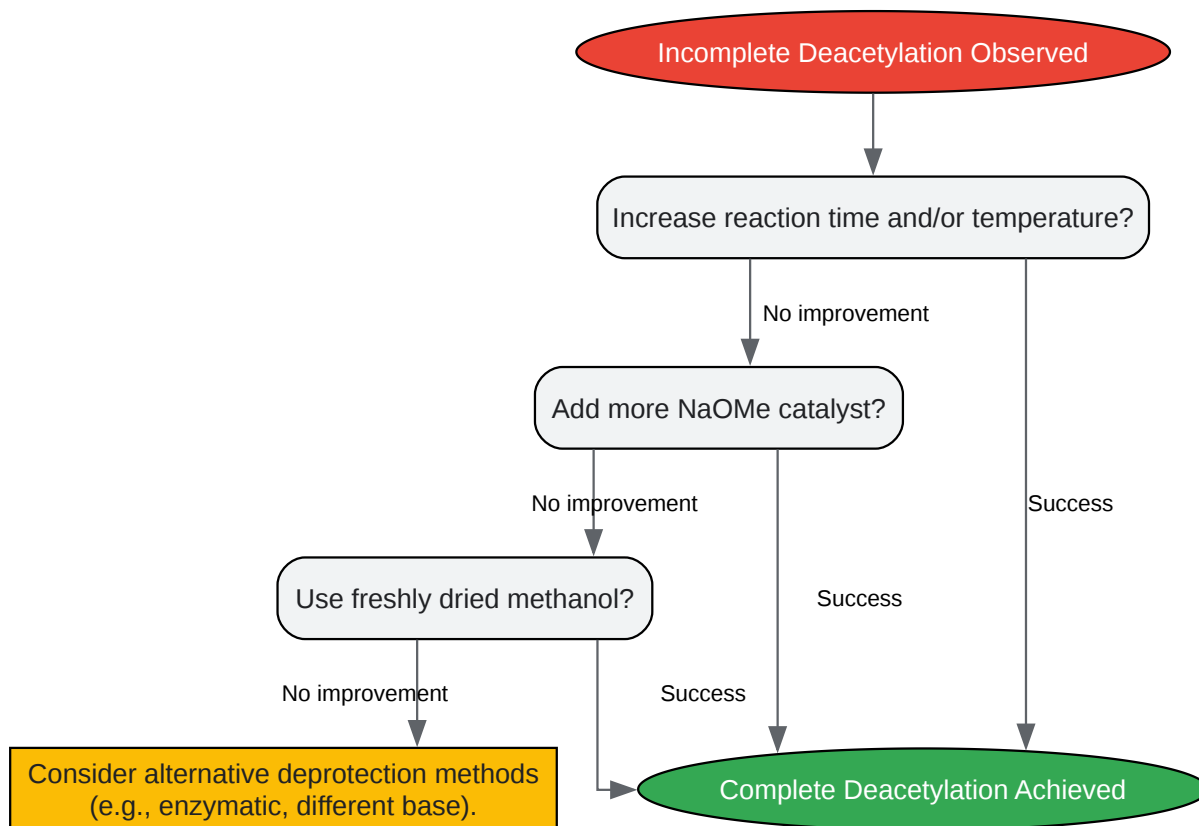 Incomplete Deacetylation Observed
Increase reaction time and/or temperature?
No improvement
Add more NaOMe catalyst?
No improvement
Success
Use freshly dried methanol?
Success
No improvement
Success
Consider alternative deprotection methods
(e.g., enzymatic, different base).
Complete Deacetylation Achieved